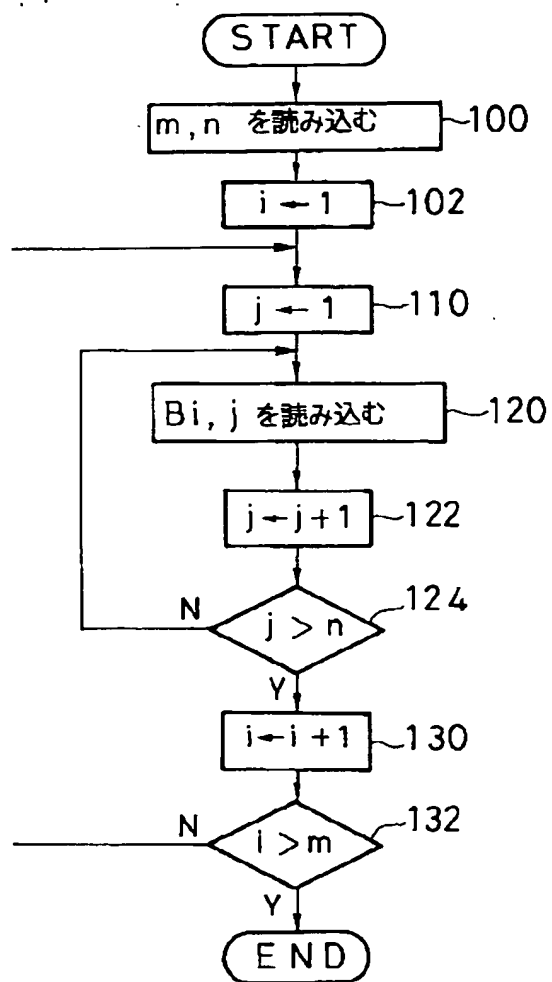 START
m,n を読み込む 100
i ← 1 102
j ← 1 110
Bi,j を読み込む 120
j←j+1 122
j > n 124
N
Y
i←i+1 130
i > m 132
N
Y
END